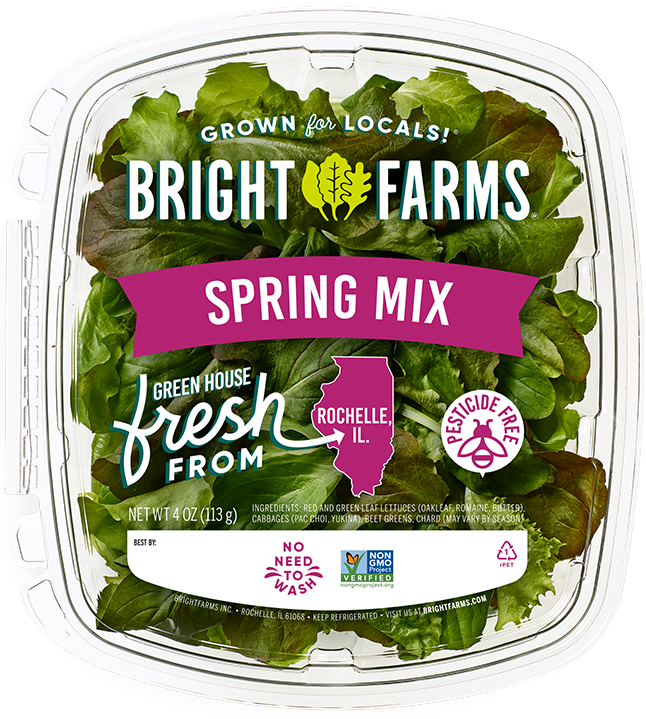 GROWN for LOCALS!®
BRIGHT FARMS®
SPRING MIX
GREEN HOUSE
fresh
FROM
ROCHELLE,
IL.
PESTICIDE FREE
NET WT 4 OZ (113 g)
INGREDIENTS: RED AND GREEN LEAF LETTUCES (OAKLEAF, ROMAINE, BUTTER),
CABBAGES (PAC CHOI, YUKINA), BEET GREENS, CHARD (MAY VARY BY SEASON)
BEST BY:
NO
NEED
TO
WASH
NON
GMO
Project
VERIFIED
nongmoproject.org
1
rPET
BRIGHTFARMS INC. • ROCHELLE, IL 61068 • KEEP REFRIGERATED • VISIT US AT BRIGHTFARMS.COM